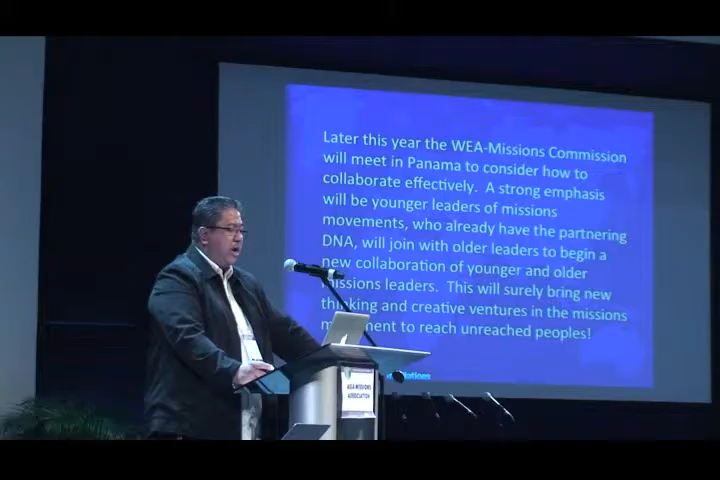 Later this year the WEA-Missions Commission
will meet in Panama to consider how to
collaborate effectively. A strong emphasis
will be younger leaders of missions
movements, who already have the partnering
DNA, will join with older leaders to begin a
new collaboration of younger and older
missions leaders. This will surely bring new
thinking and creative ventures in the missions
ment to reach unreached peoples!
ASIA MISSIONS
ASSOCIATION